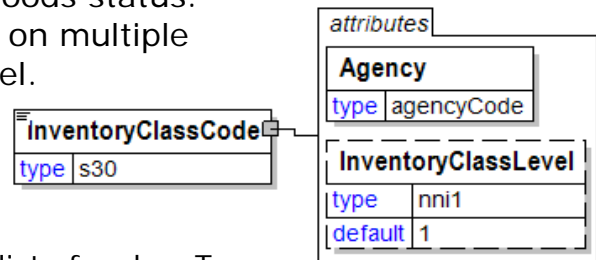 oods status.
on multiple
el.
attributes
Agency
type agencyCode
InventoryClassCode
type s30
InventoryClassLevel
type nni1
default 1